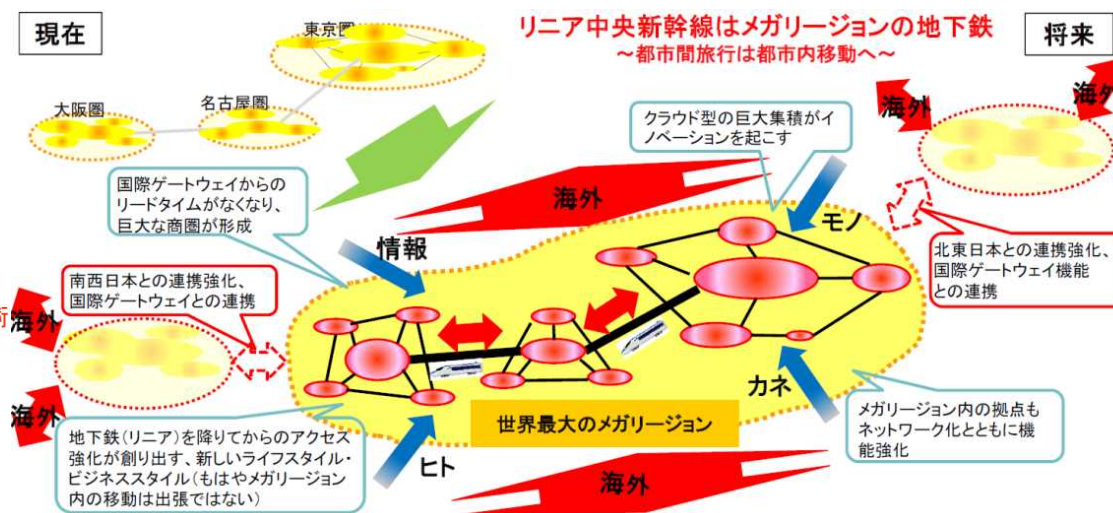 現在
東京圏
名古屋圏
大阪圏
リニア中央新幹線はメガリージョンの地下鉄
~都市間旅行は都市内移動へ~
将来
海外
海外
クラウド型の巨大集積がイ
ノベーションを起こす
国際ゲートウェイからの
リードタイムがなくなり、
巨大な商圏が形成
海外
モノ
情報
北東日本との連携強化、
国際ゲートウェイ機能
との連携
南西日本との連携強化、
国際ゲートウェイとの連携
術
海外
海外
カネ
世界最大のメガリージョン
メガリージョン内の拠点も
ネットワーク化とともに機
能強化
地下鉄(リニア)を降りてからのアクセス
強化が創り出す、新しいライフスタイル・
ビジネススタイル(もはやメガリージョン
内の移動は出張ではない)
ヒト
海外